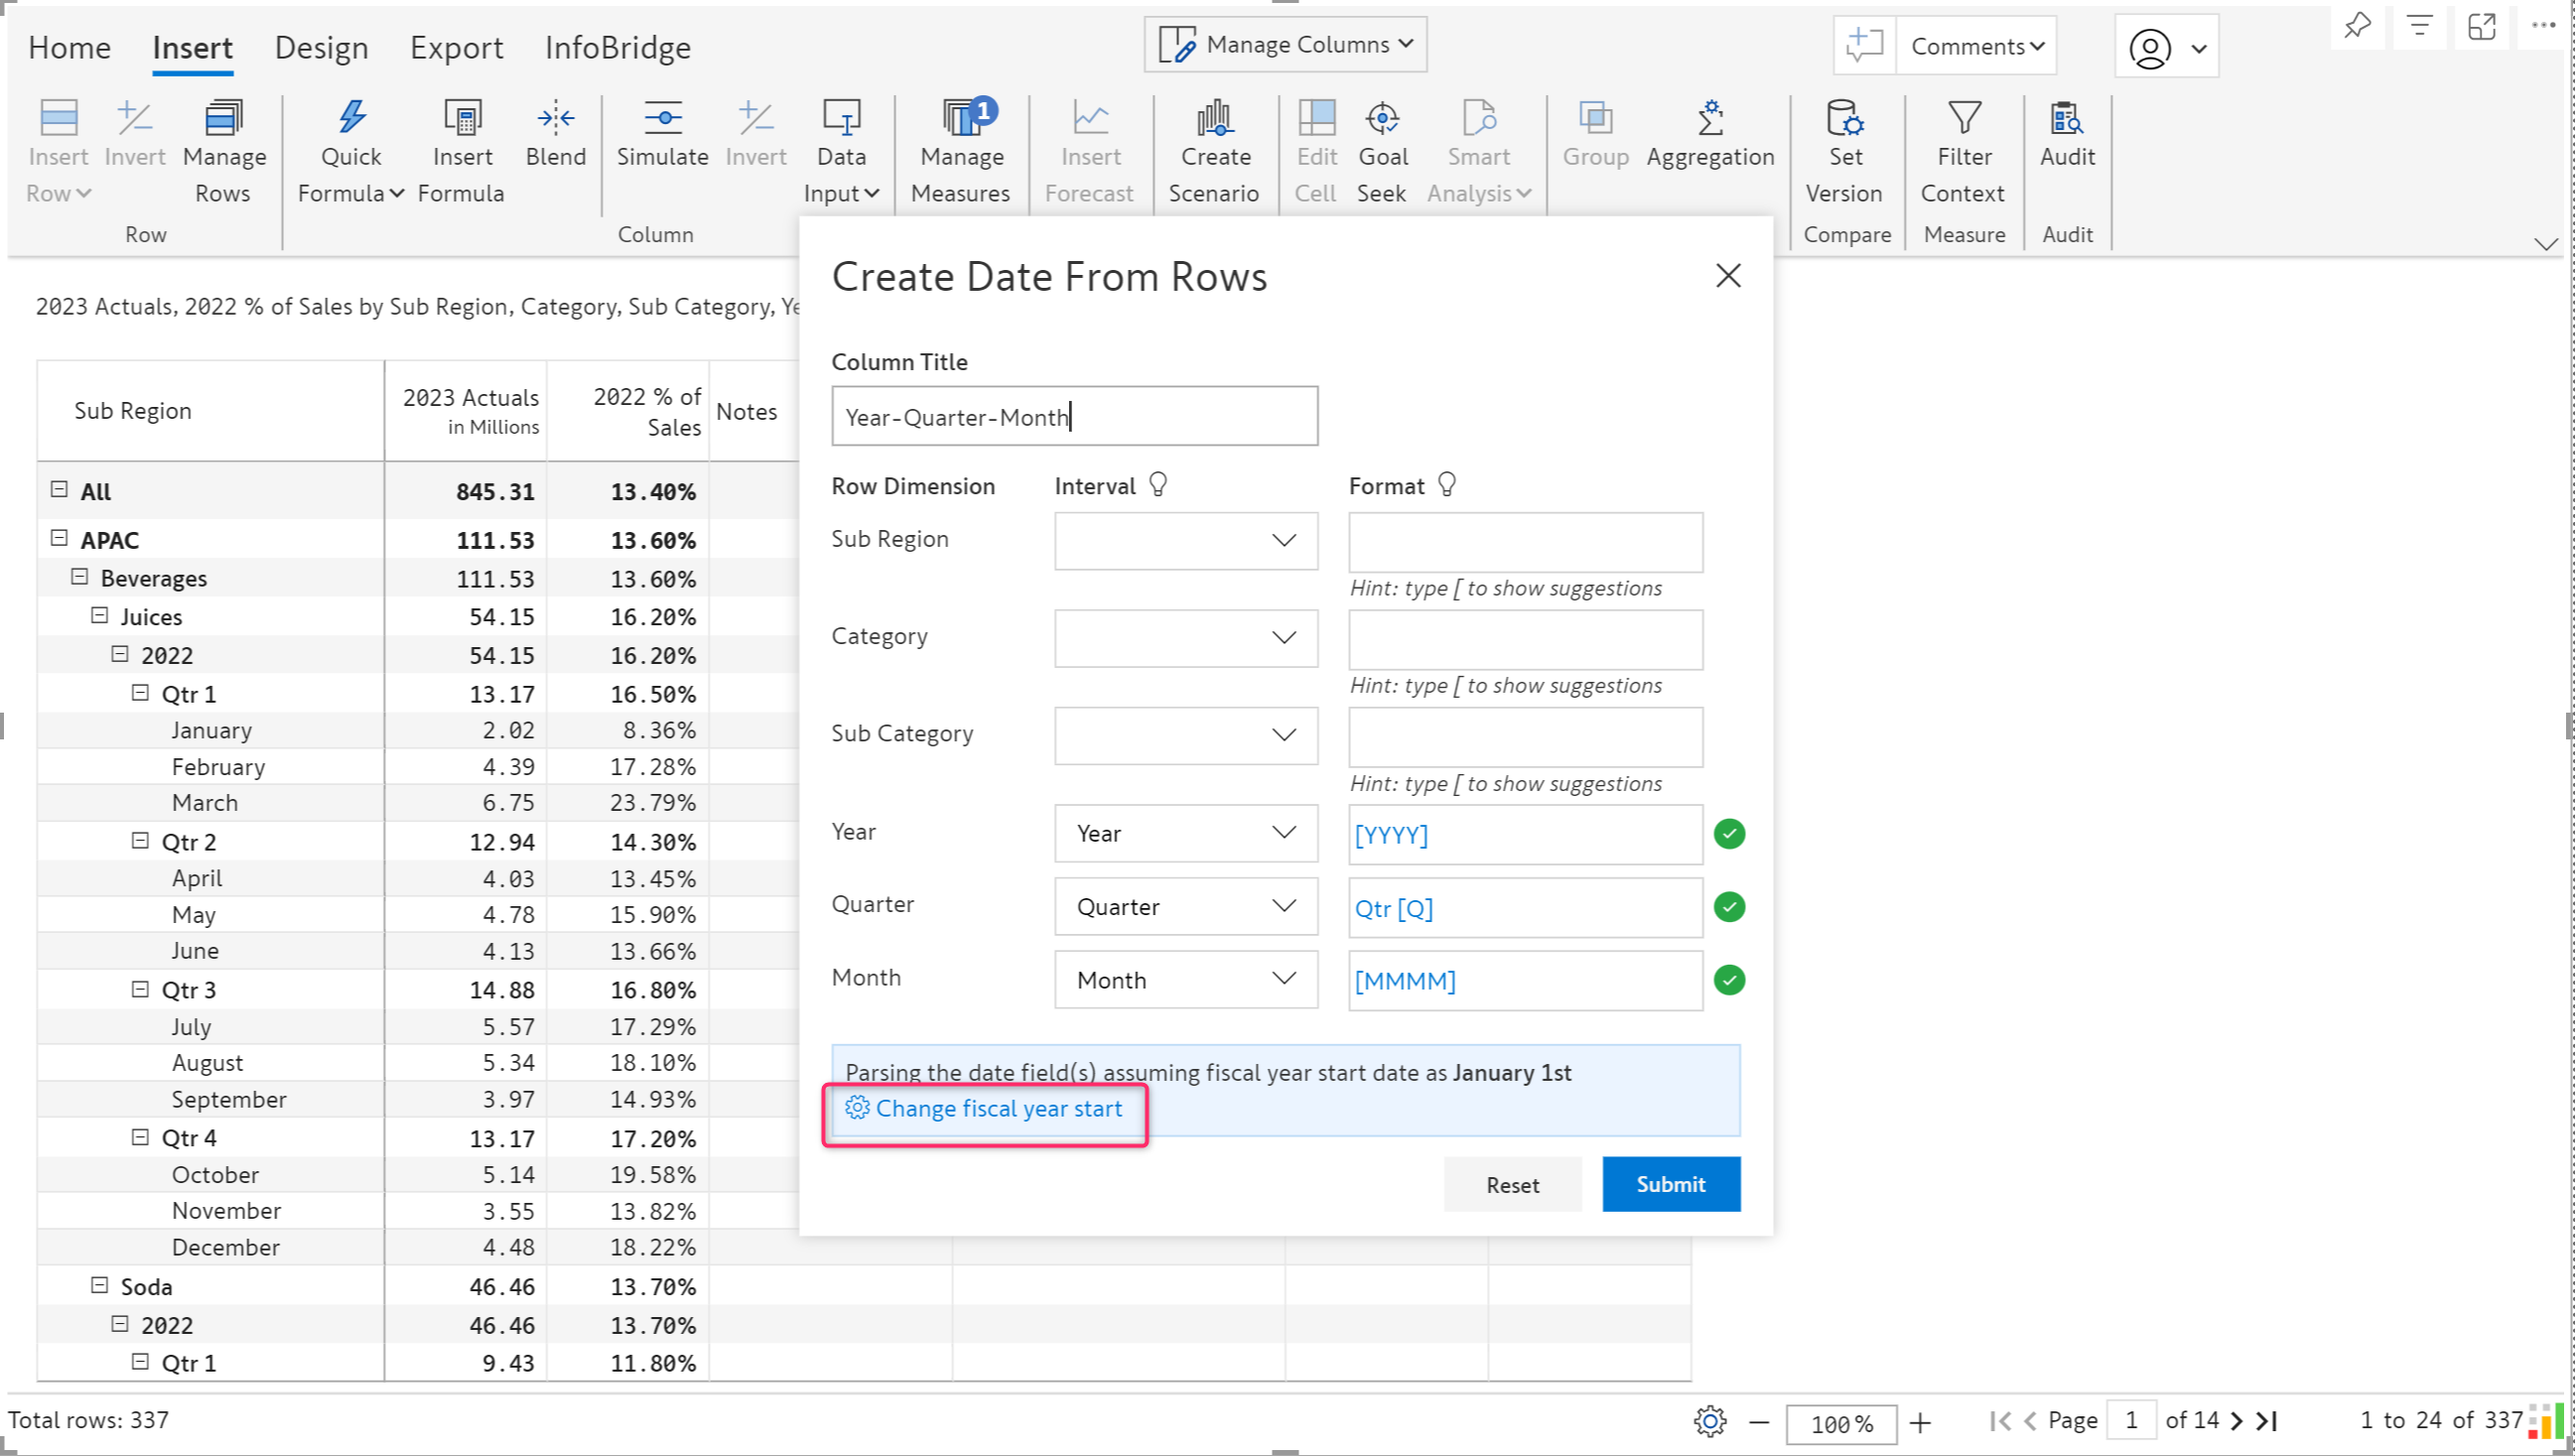 Home Insert Design Export InfoBridge
Manage Columns
Comments
Insert Row
Invert
Manage Rows
Quick Formula
Insert Formula
Blend
Simulate
Invert
Data Input
Manage Measures
1
Insert Forecast
Create Scenario
Edit Cell
Goal Seek
Smart Analysis
Group
Aggregation
Set Version
Filter Context
Audit
Row
Column
Compare
Measure
Audit
2023 Actuals, 2022 % of Sales by Sub Region, Category, Sub Category,
Sub Region 2023 Actuals in Millions 2022 % of Sales Notes
All 845.31 13.40%
APAC 111.53 13.60%
Beverages 111.53 13.60%
Juices 54.15 16.20%
2022 54.15 16.20%
Qtr 1 13.17 16.50%
January 2.02 8.36%
February 4.39 17.28%
March 6.75 23.79%
Qtr 2 12.94 14.30%
April 4.03 13.45%
May 4.78 15.90%
June 4.13 13.66%
Qtr 3 14.88 16.80%
July 5.57 17.29%
August 5.34 18.10%
September 3.97 14.93%
Qtr 4 13.17 17.20%
October 5.14 19.58%
November 3.55 13.82%
December 4.48 18.22%
Soda 46.46 13.70%
2022 46.46 13.70%
Qtr 1 9.43 11.80%
Create Date From Rows
Column Title
Year-Quarter-Month
Row Dimension Interval Format
Sub Region
Hint: type [ to show suggestions
Category
Hint: type [ to show suggestions
Sub Category
Hint: type [ to show suggestions
Year Year [YYYY]
Quarter Quarter Qtr [Q]
Month Month [MMMM]
Parsing the date field(s) assuming fiscal year start date as January 1st
Change fiscal year start
Reset Submit
Total rows: 337
100%
Page 1 of 14
1 to 24 of 337